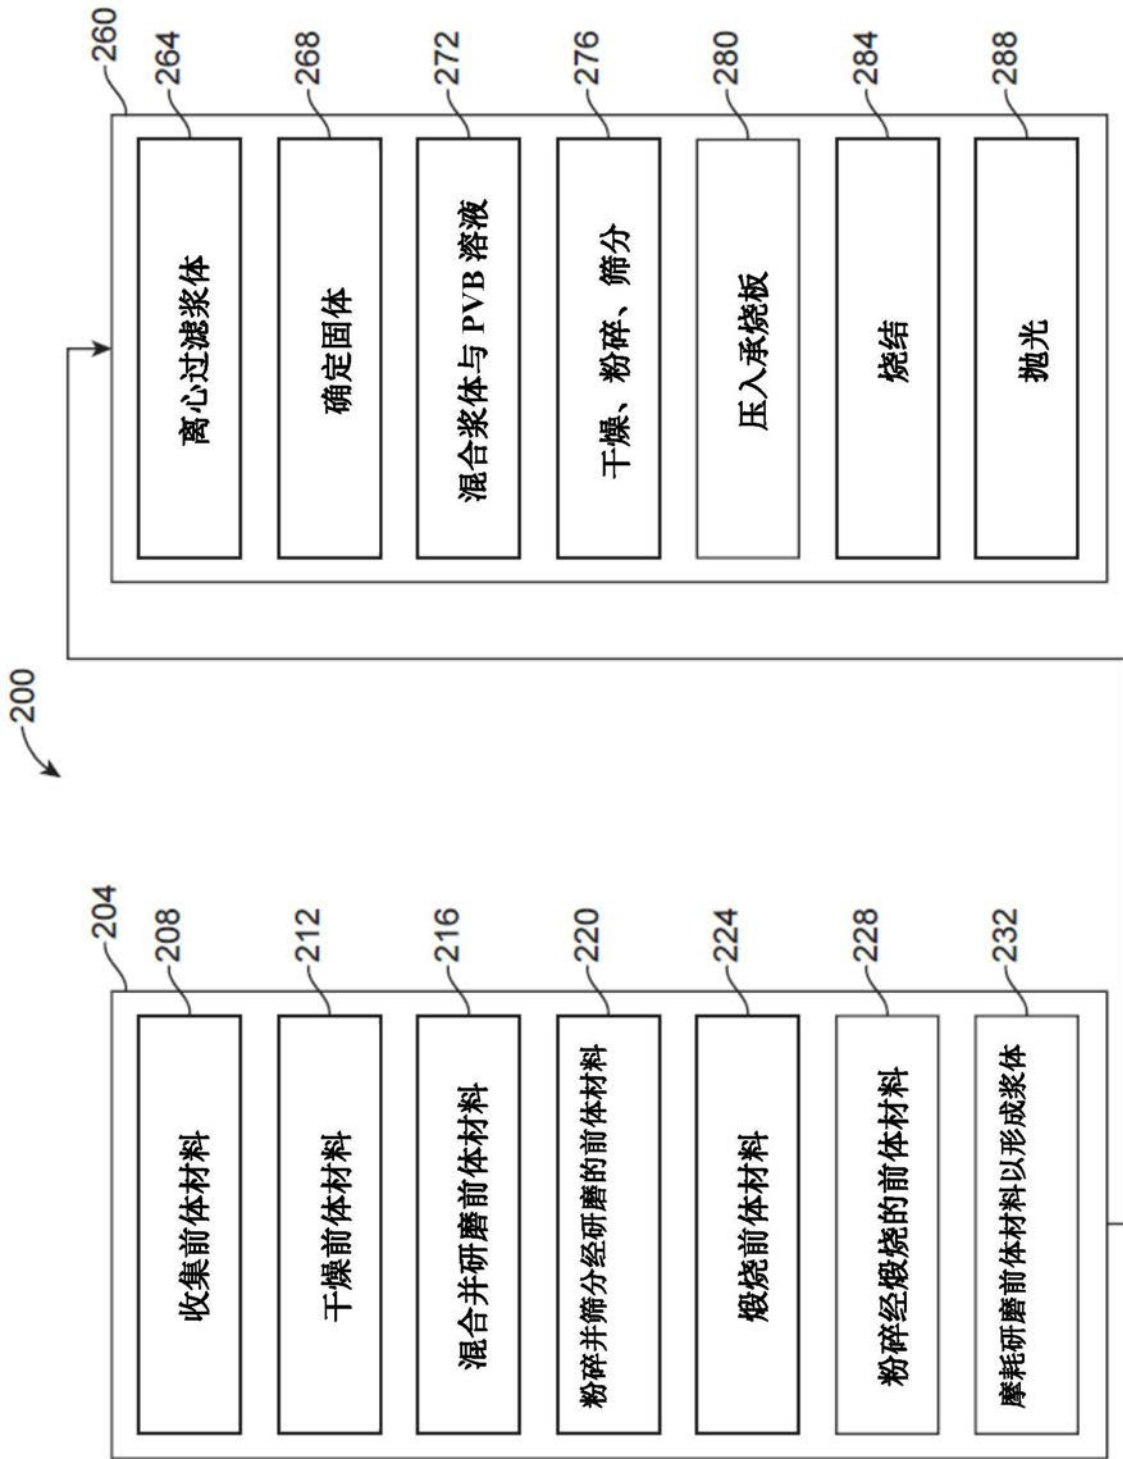 200
204
208
收集前体材料
212
干燥前体材料
216
混合并研磨前体材料
220
粉碎并筛分经研磨的前体材料
224
煅烧前体材料
228
粉碎经煅烧的前体材料
232
摩耗研磨前体材料以形成浆体
260
264
离心过滤浆体
268
确定固体
272
混合浆体与 PVB 溶液
276
干燥、粉碎、筛分
280
压入承烧板
284
烧结
288
抛光